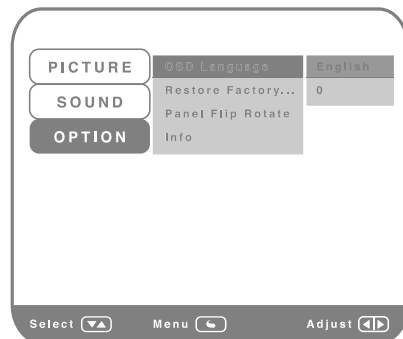 PICTURE
SOUND
OPTION
OSD Language English
Restore Factory... 0
Panel Flip Rotate
Info
Select Menu Adjust